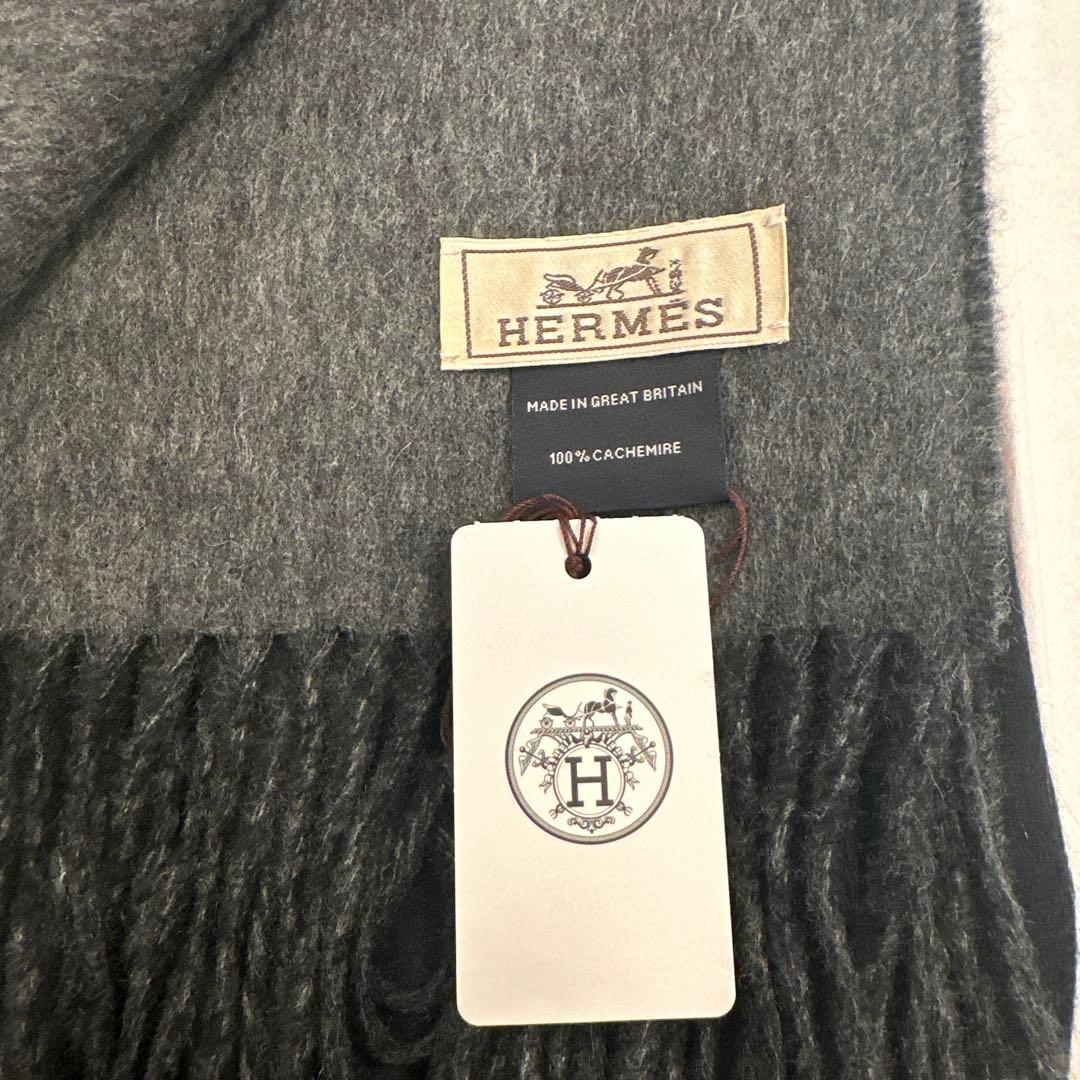 HERMÈS
MADE IN GREAT BRITAIN
100% CACHEMIRE
H